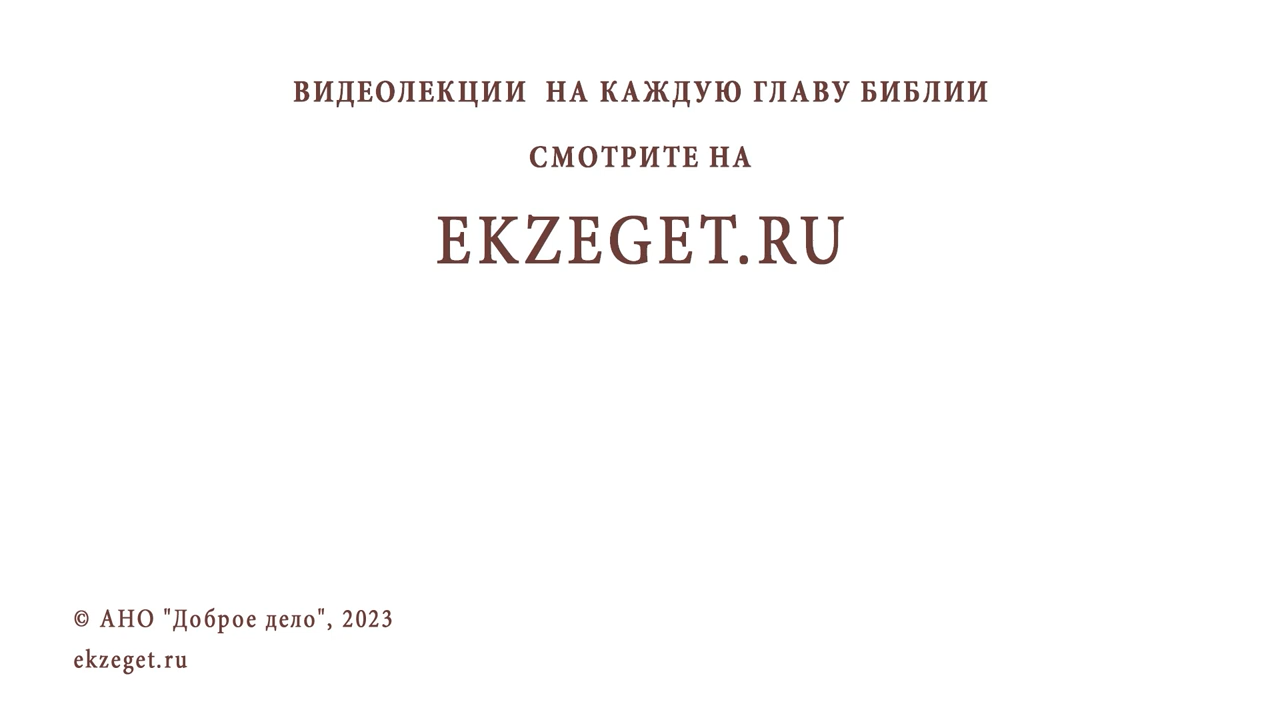 ВИДЕОЛЕКЦИИ НА КАЖДУЮ ГЛАВУ БИБЛИИ
СМОТРИТЕ НА
EKZEGET.RU
© АНО "Доброе дело", 2023
ekzeget.ru